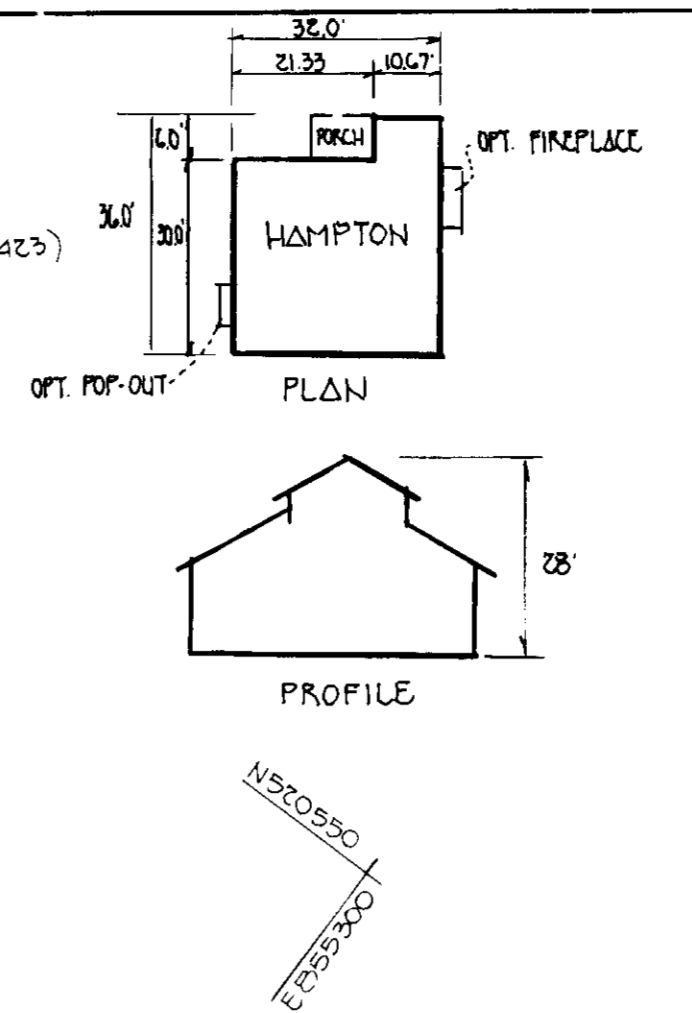 32.0'
21.33
10.67'
6.0'
PORCH
OPT. FIREPLACE
36.0'
30.0'
HAMPTON
423)
OPT. POP-OUT
PLAN
28'
PROFILE
N520550
E855300